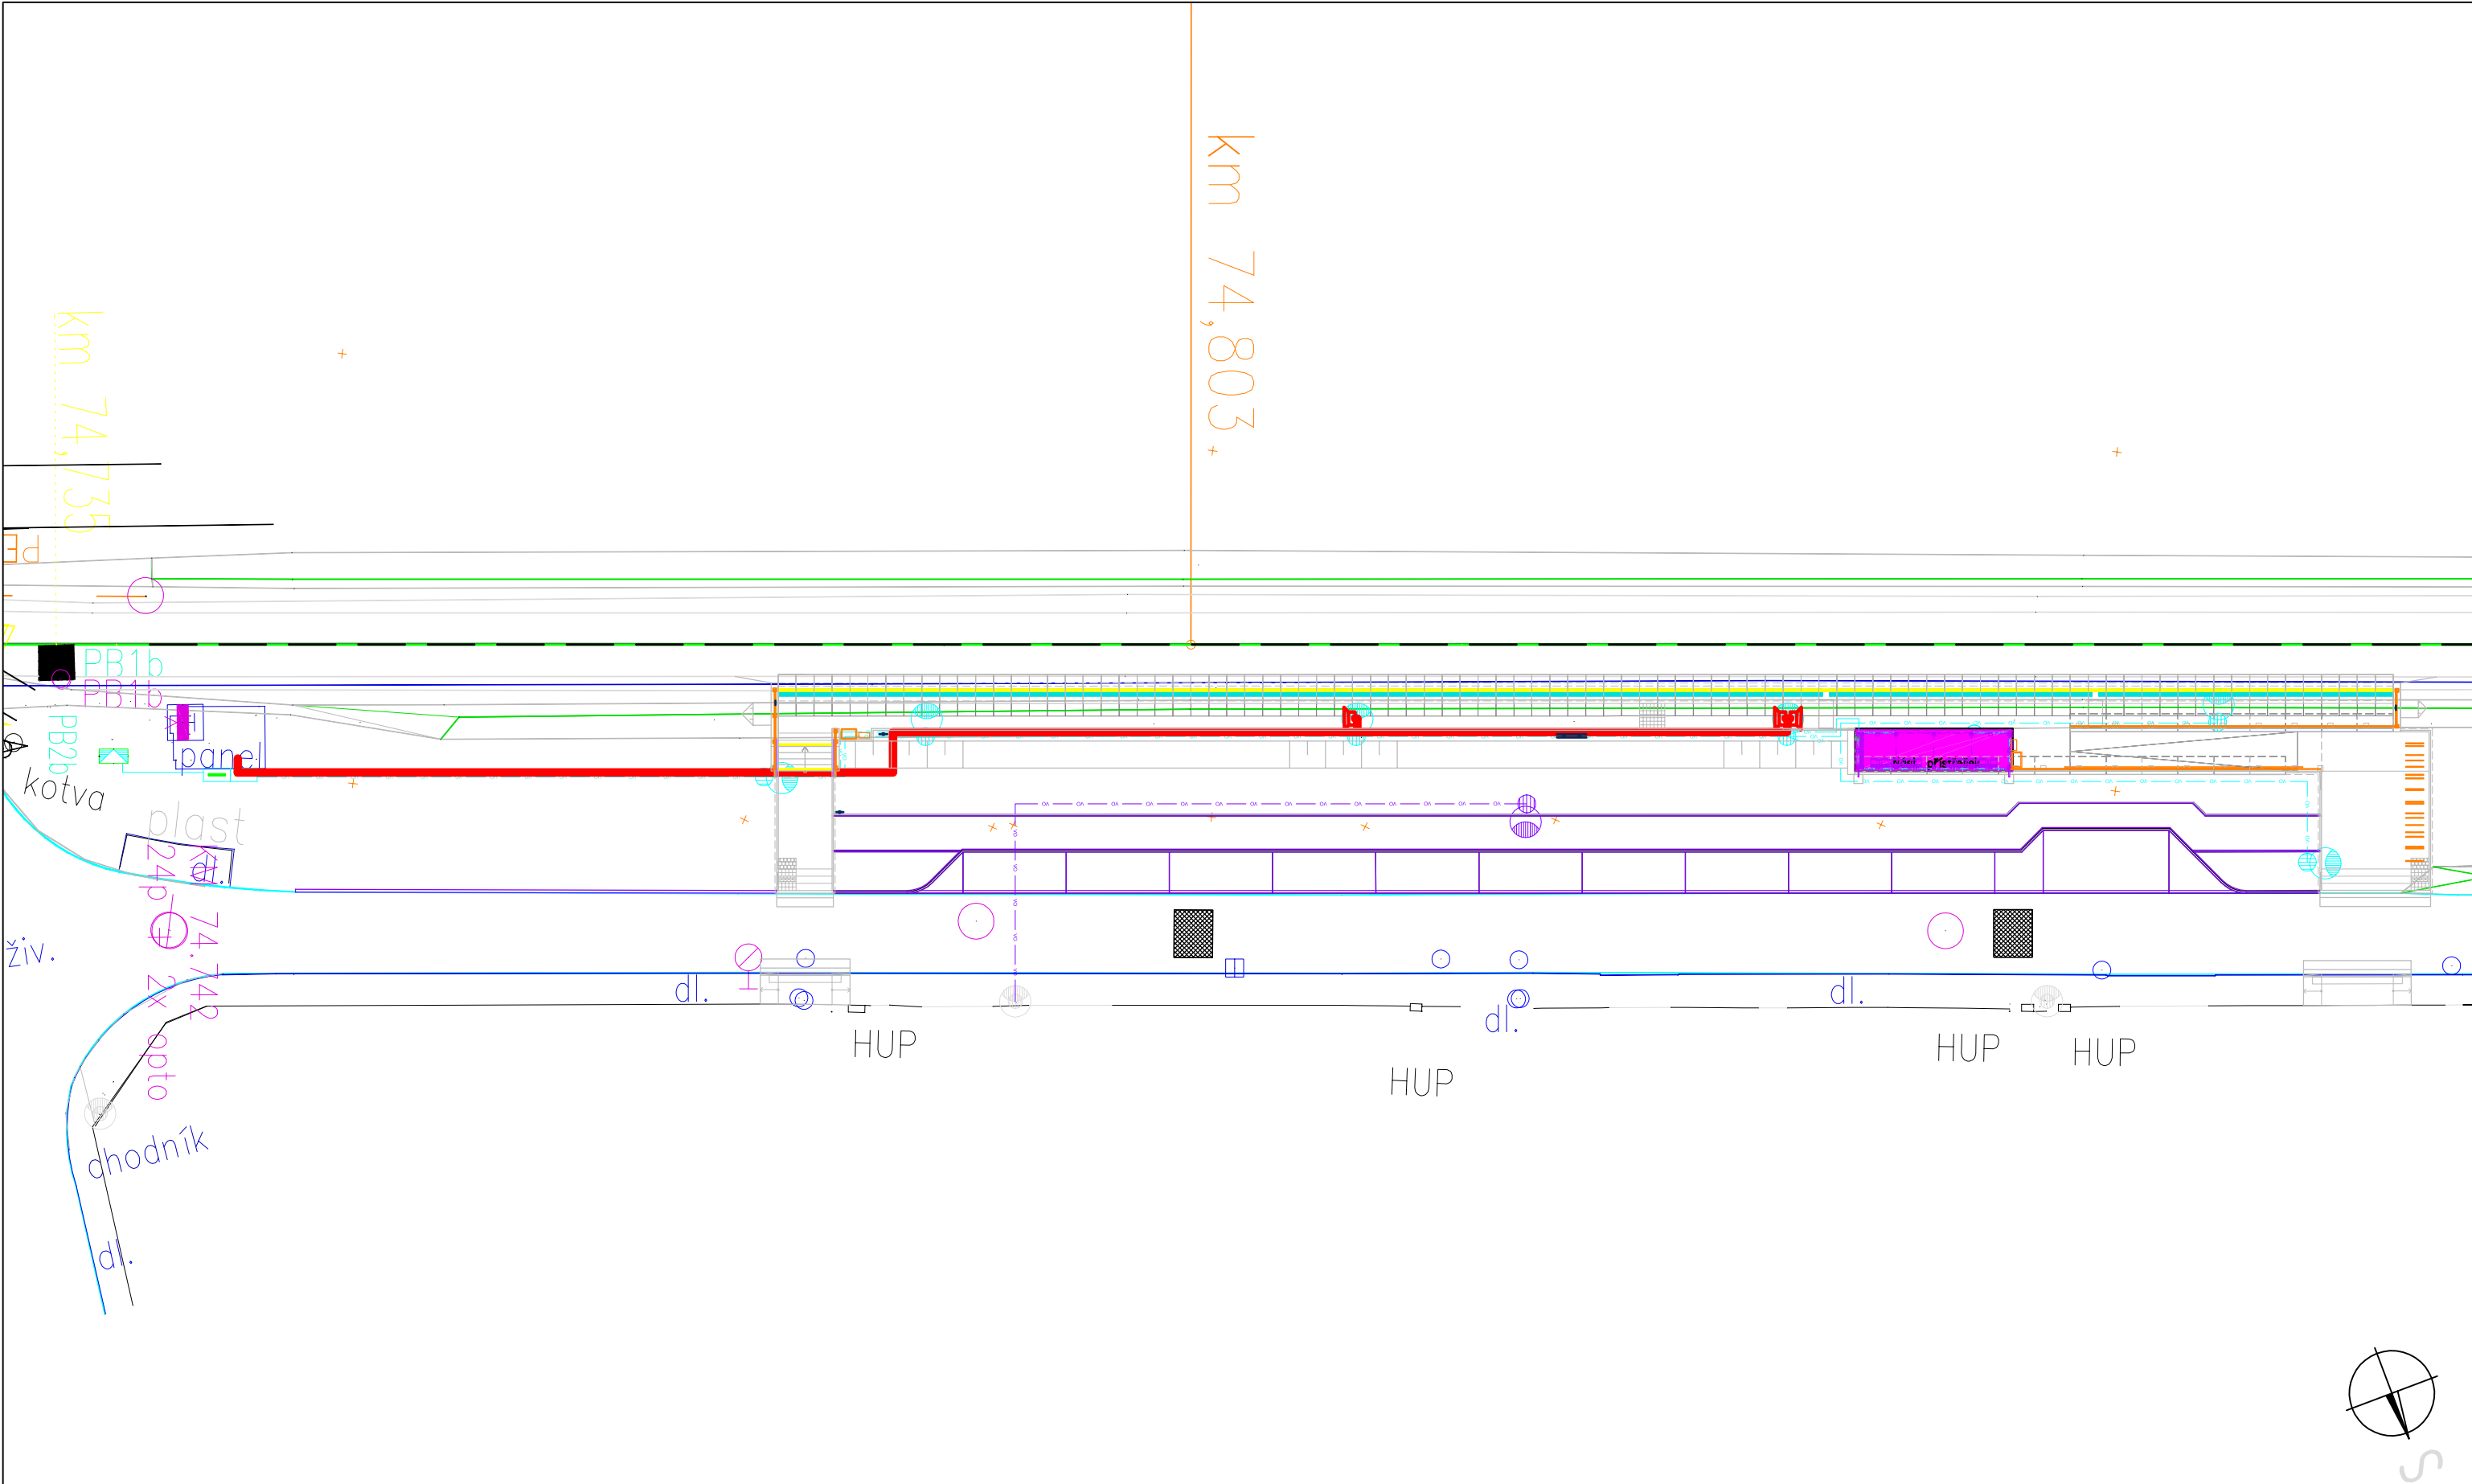 km 74,803
km 74,735
PE
PB1b
PB1b
PB2b
panel
kotva
plast
dl.
24p + 2x opto
74.742
živ.
dl.
dl.
dl.
HUP
HUP
HUP
HUP
chodník
dl.
S